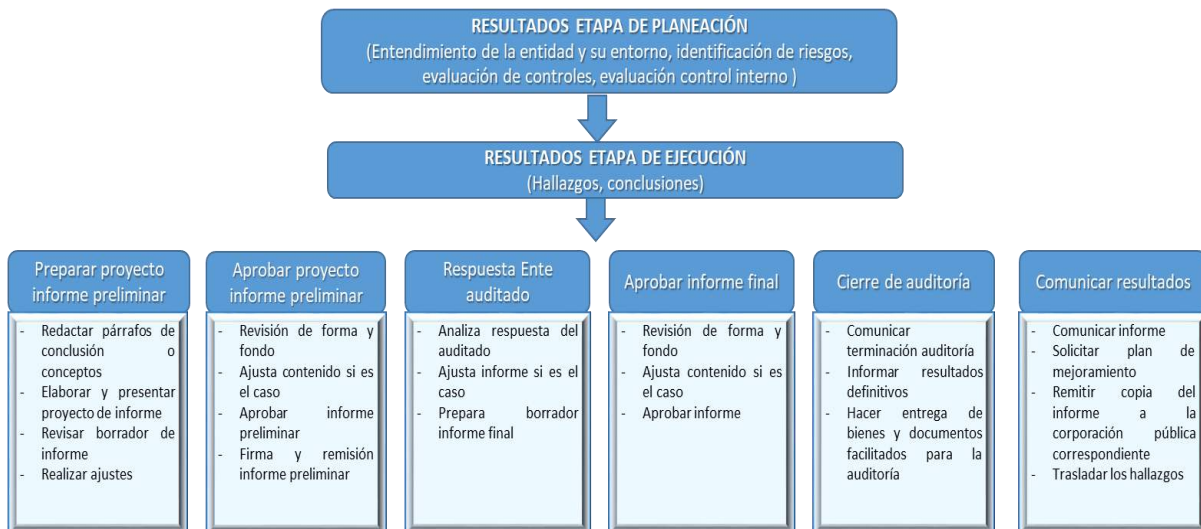 RESULTADOS ETAPA DE PLANEACIÓN
(Entendimiento de la entidad y su entorno, identificación de riesgos,
evaluación de controles, evaluación control interno )
RESULTADOS ETAPA DE EJECUCIÓN
(Hallazgos, conclusiones)
Preparar proyecto
informe preliminar
- Redactar párrafos de
conclusión o
conceptos
- Elaborar y presentar
proyecto de informe
- Revisar borrador de
informe
- Realizar ajustes
Aprobar proyecto
informe preliminar
- Revisión de forma y
fondo
- Ajusta contenido si es
el caso
- Aprobar informe
preliminar
- Firma y remisión
informe preliminar
Respuesta Ente
auditado
- Analiza respuesta del
auditado
- Ajusta informe si es el
caso
- Prepara borrador
informe final
Aprobar informe final
- Revisión de forma y
fondo
- Ajusta contenido si es
el caso
- Aprobar informe
Cierre de auditoría
- Comunicar
terminación auditoría
- Informar resultados
definitivos
- Hacer entrega de
bienes y documentos
facilitados para la
auditoría
Comunicar resultados
- Comunicar informe
- Solicitar plan de
mejoramiento
- Remitir copia del
informe a la
corporación pública
correspondiente
- Trasladar los hallazgos